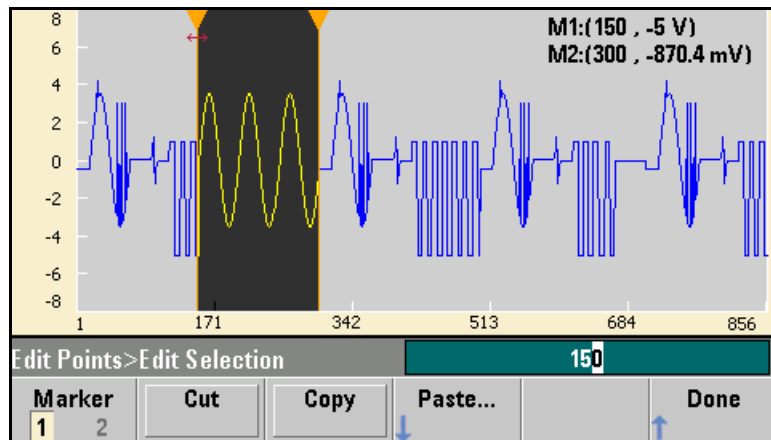 M1:(150 , -5 V)
M2:(300 , -870.4 mV)
8
6
4
2
0
-2
-4
-6
-8
1 171 342 513 684 856
Edit Points>Edit Selection 150
Marker Cut Copy Paste... Done
1 2